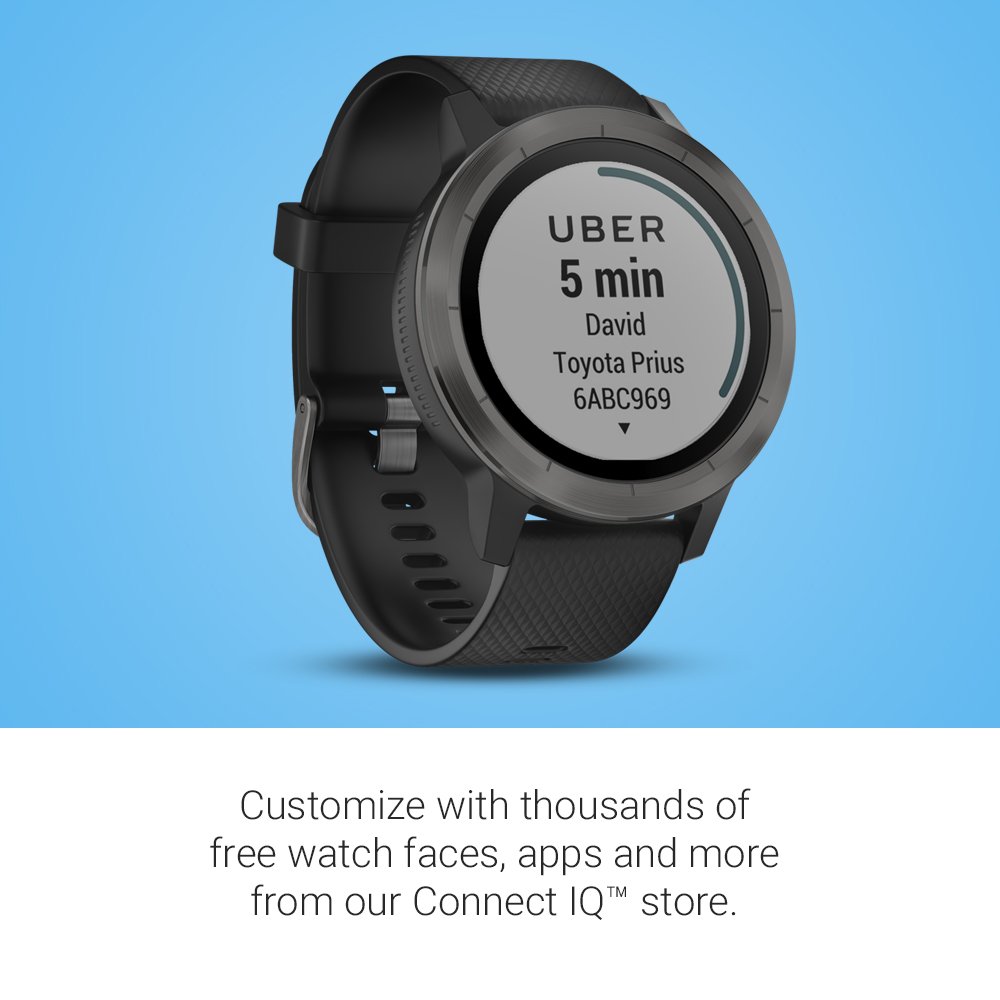 UBER
5 min
David
Toyota Prius
6ABC969
Customize with thousands of
free watch faces, apps and more
from our Connect IQ™ store.